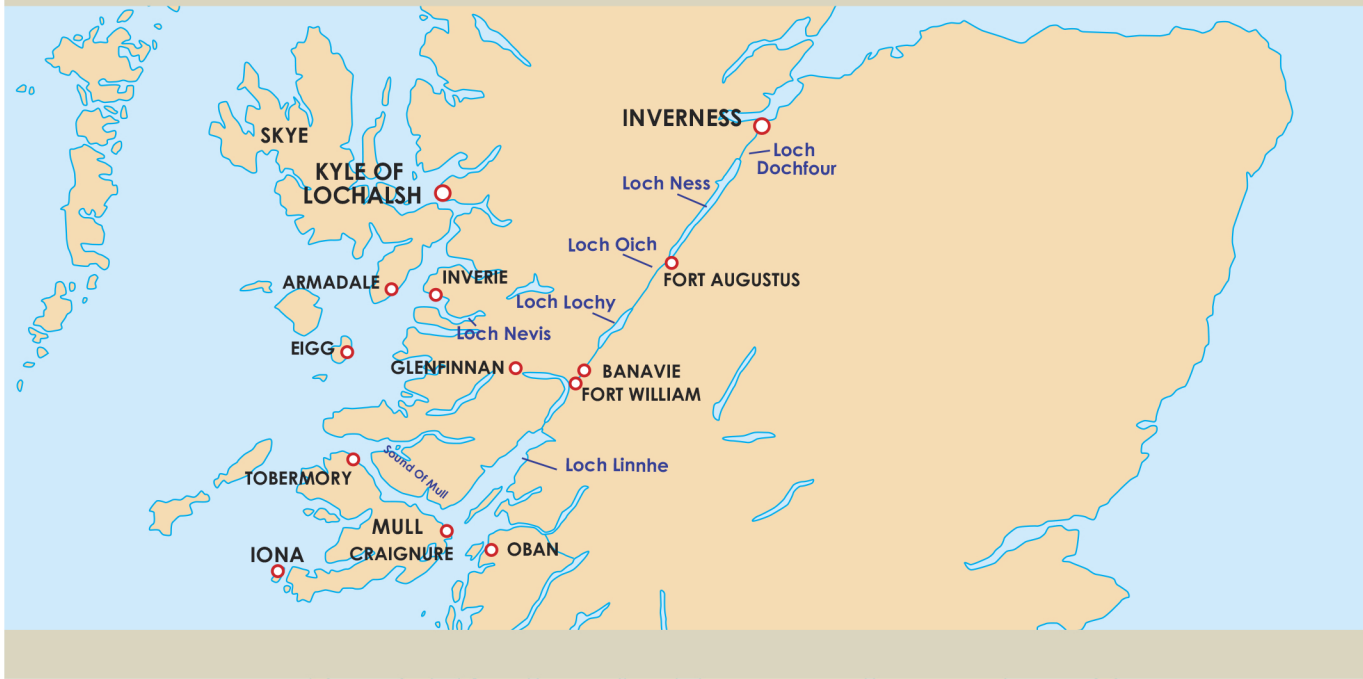 INVERNESS
SKYE
Loch
Dochfour
KYLE OF
LOCHALSH
Loch Ness
Loch Oich
ARMADALE
INVERIE
FORT AUGUSTUS
Loch Lochy
Loch Nevis
EIGG
GLENFINNAN
BANAVIE
FORT WILLIAM
Sound Of Mull
Loch Linnhe
TOBERMORY
MULL
IONA
CRAIGNURE
OBAN